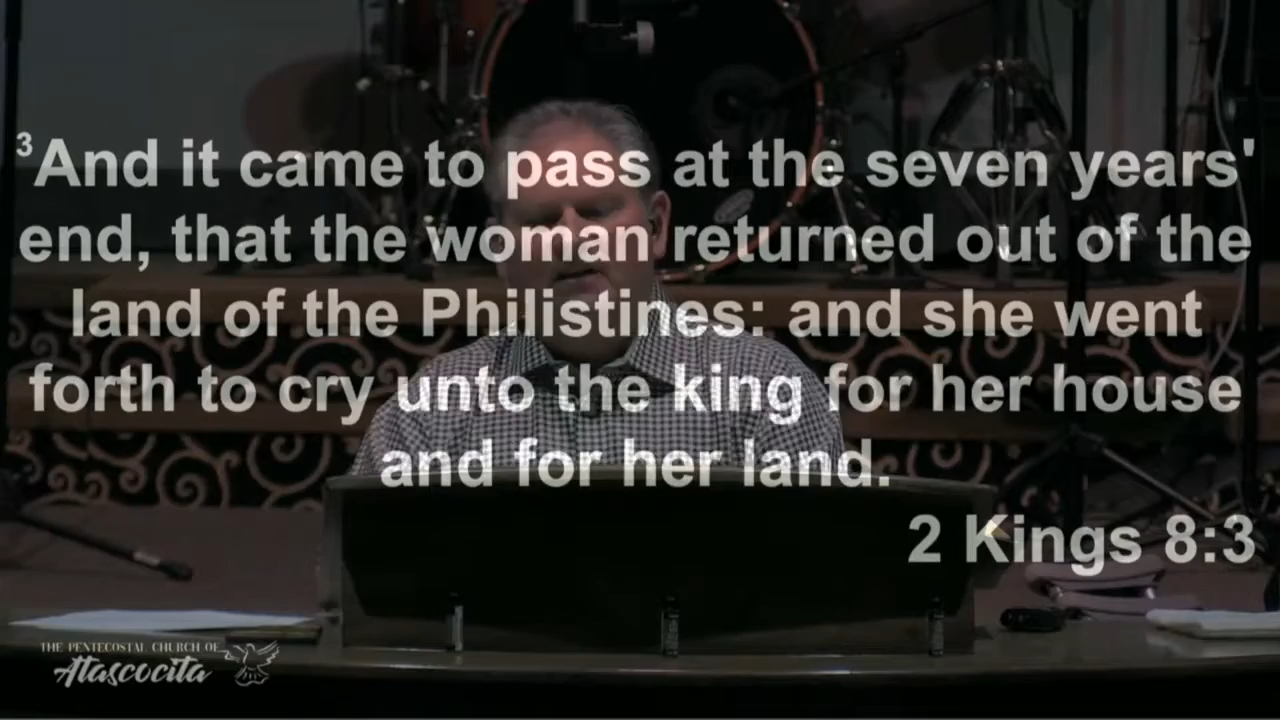 3And it came to pass at the seven years'
end, that the woman returned out of the
land of the Philistines: and she went
forth to cry unto the king for her house
and for her land.
2 Kings 8:3
THE PENTECOSTAL CHURCH OF
Atascocita